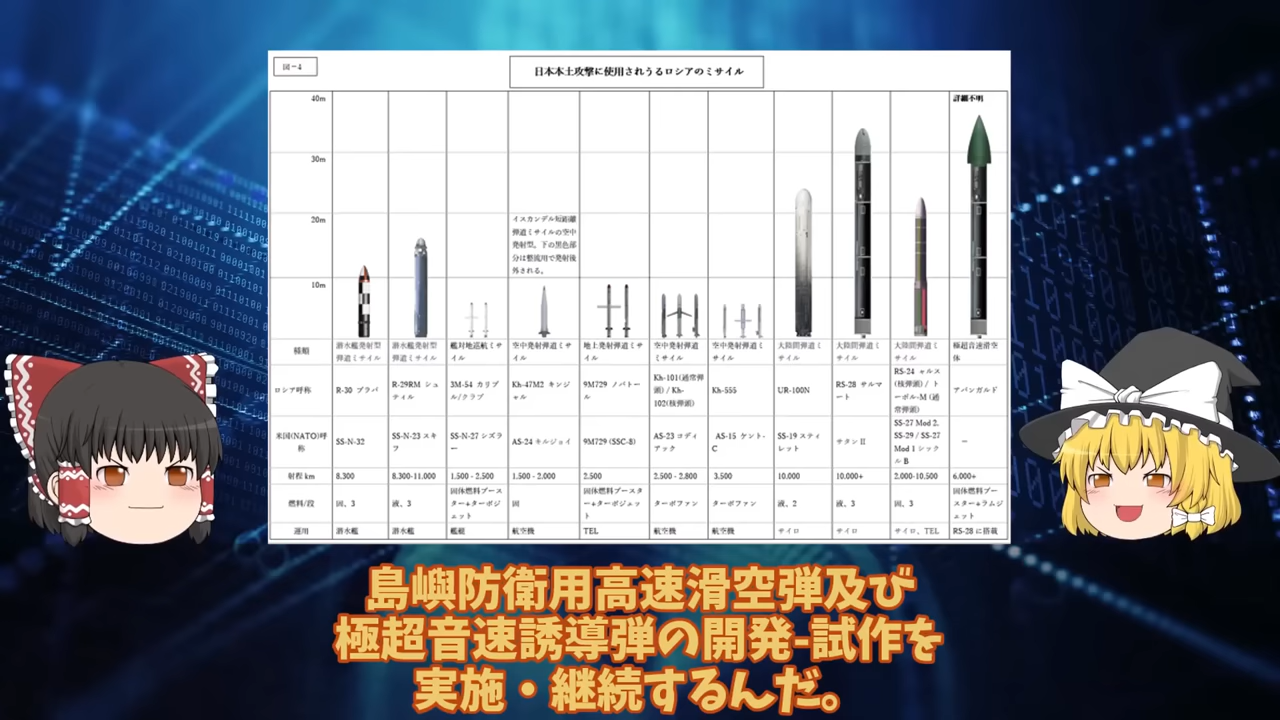 図－4
日本本土攻撃に使用されうるロシアのミサイル
40m
30m
20m
10m
詳細不明
イスカンデル短距離
弾道ミサイルの空中
発射型。下の黒色部
分は整流用で発射後
外される。
種類
潜水艦発射型
弾道ミサイル
潜水艦発射型
弾道ミサイル
艦対地巡航ミサ
イル
空中発射弾道ミ
サイル
地上発射弾道ミサ
イル
空中発射弾道
ミサイル
空中発射弾道ミ
サイル
大陸間弾道ミ
サイル
大陸間弾道ミ
サイル
大陸間弾道ミ
サイル
極超音速滑空
体
ロシア呼称
R-30 ブラバ
R-29RM シュ
ティイル
3M-54 カリブ
ル/クラブ
Kh-47M2 キンジ
ャル
9M729 ノバトー
ル
Kh-101(通常弾
頭) / Kh-
102(核弾頭)
Kh-555
UR-100N
RS-28 サルマ
ート
RS-24 ャルス
(核弾頭) / ト
ーポル-M (通
常弾頭)
アバンガルド
米国(NATO)呼
称
SS-N-32
SS-N-23 スキ
フ
SS-N-27 シズラ
ー
AS-24 キルジョイ
9M729 (SSC-8)
AS-23 コディ
アック
AS-15 ケント-
C
SS-19 スティ
レット
サタンⅡ
SS-27 Mod 2.
SS-29 / SS-27
Mod 1 シック
ル B
－
射程 km
8.300
8.300-11.000
1.500 - 2.500
1.500 - 2.000
2.500
2.500 - 2.800
3.500
10.000
10.000+
2.000-10.500
6.000+
燃料/段
固、3
液、3
固体燃料ブース
ター+ターボジ
ェット
固
固体燃料ブースタ
ー+ターボジェッ
ト
ターボファン
ターボファン
液、2
液、3
固、3
固体燃料ブー
スター+ラムジ
ェット
運用
潜水艦
潜水艦
艦艇
航空機
TEL
航空機
航空機
サイロ
サイロ
サイロ、TEL
RS-28 に搭載
島嶼防衛用高速滑空弾及び
極超音速誘導弾の開発-試作を
実施・継続するんだ。